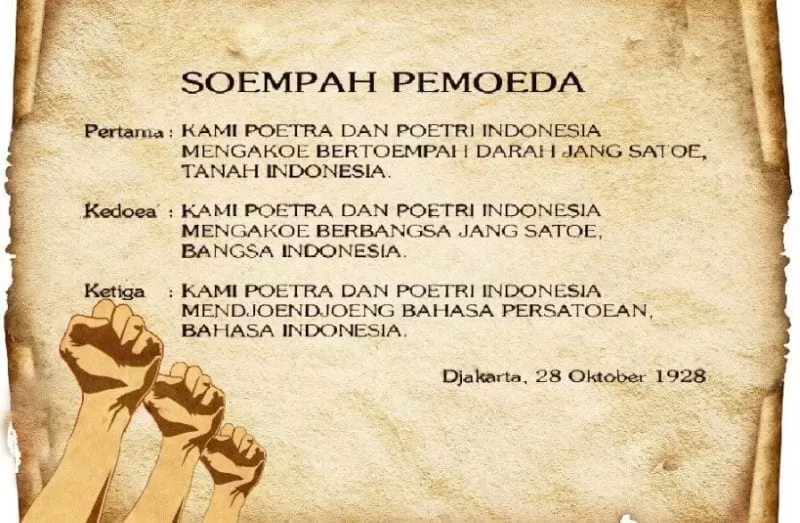 SOEMPAH PEMOEDA
Pertama : KAMI POETRA DAN POETRI INDONESIA
MENGAKOE BERTOEMPAH DARAH JANG SATOE,
TANAH INDONESIA.
Kedoea : KAMI POETRA DAN POETRI INDONESIA
MENGAKOE BERBANGSA JANG SATOE,
BANGSA INDONESIA.
Ketiga : KAMI POETRA DAN POETRI INDONESIA
MENDJOENDJOENG BAHASA PERSATOEAN,
BAHASA INDONESIA.
Djakarta, 28 Oktober 1928